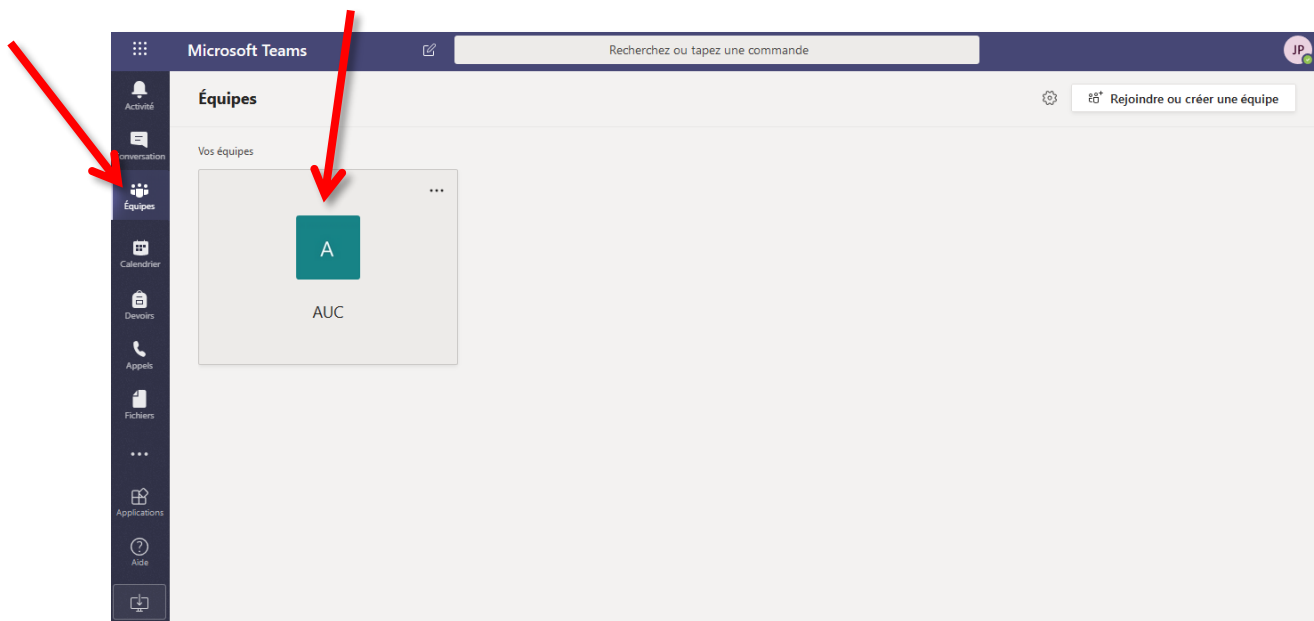 Microsoft Teams
Recherchez ou tapez une commande
JP
Activité
Conversation
Équipes
Calendrier
Devoirs
Appels
Fichiers
Applications
Aide
Équipes
Rejoindre ou créer une équipe
Vos équipes
A
AUC